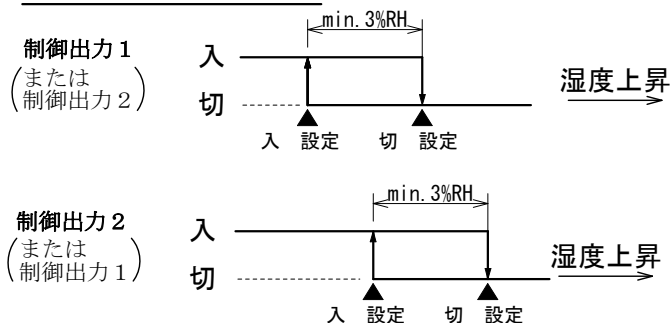 min. 3%RH
制御出力１
(または
制御出力２)
入
切
湿度上昇
入 設定 切 設定
min. 3%RH
制御出力２
(または
制御出力１)
入
切
湿度上昇
入 設定 切 設定